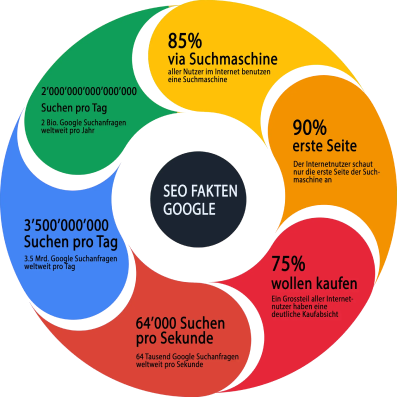 85%
via Suchmaschine
aller Nutzer im Internet benutzen
eine Suchmaschine
90%
erste Seite
Der Internetnutzer schaut
nur die erste Seite der Such-
maschine an
75%
wollen kaufen
Ein Grossteil aller Internet-
nutzer haben eine
deutliche Kaufabsicht
64’000 Suchen
pro Sekunde
64 Tausend Google Suchanfragen
weltweit pro Sekunde
3’500’000’000
Suchen pro Tag
3.5 Mrd. Google Suchanfragen
weltweit pro Tag
2’000’000’000’000’000
Suchen pro Tag
2 Bio. Google Suchanfragen
weltweit pro Jahr
SEO FAKTEN
GOOGLE